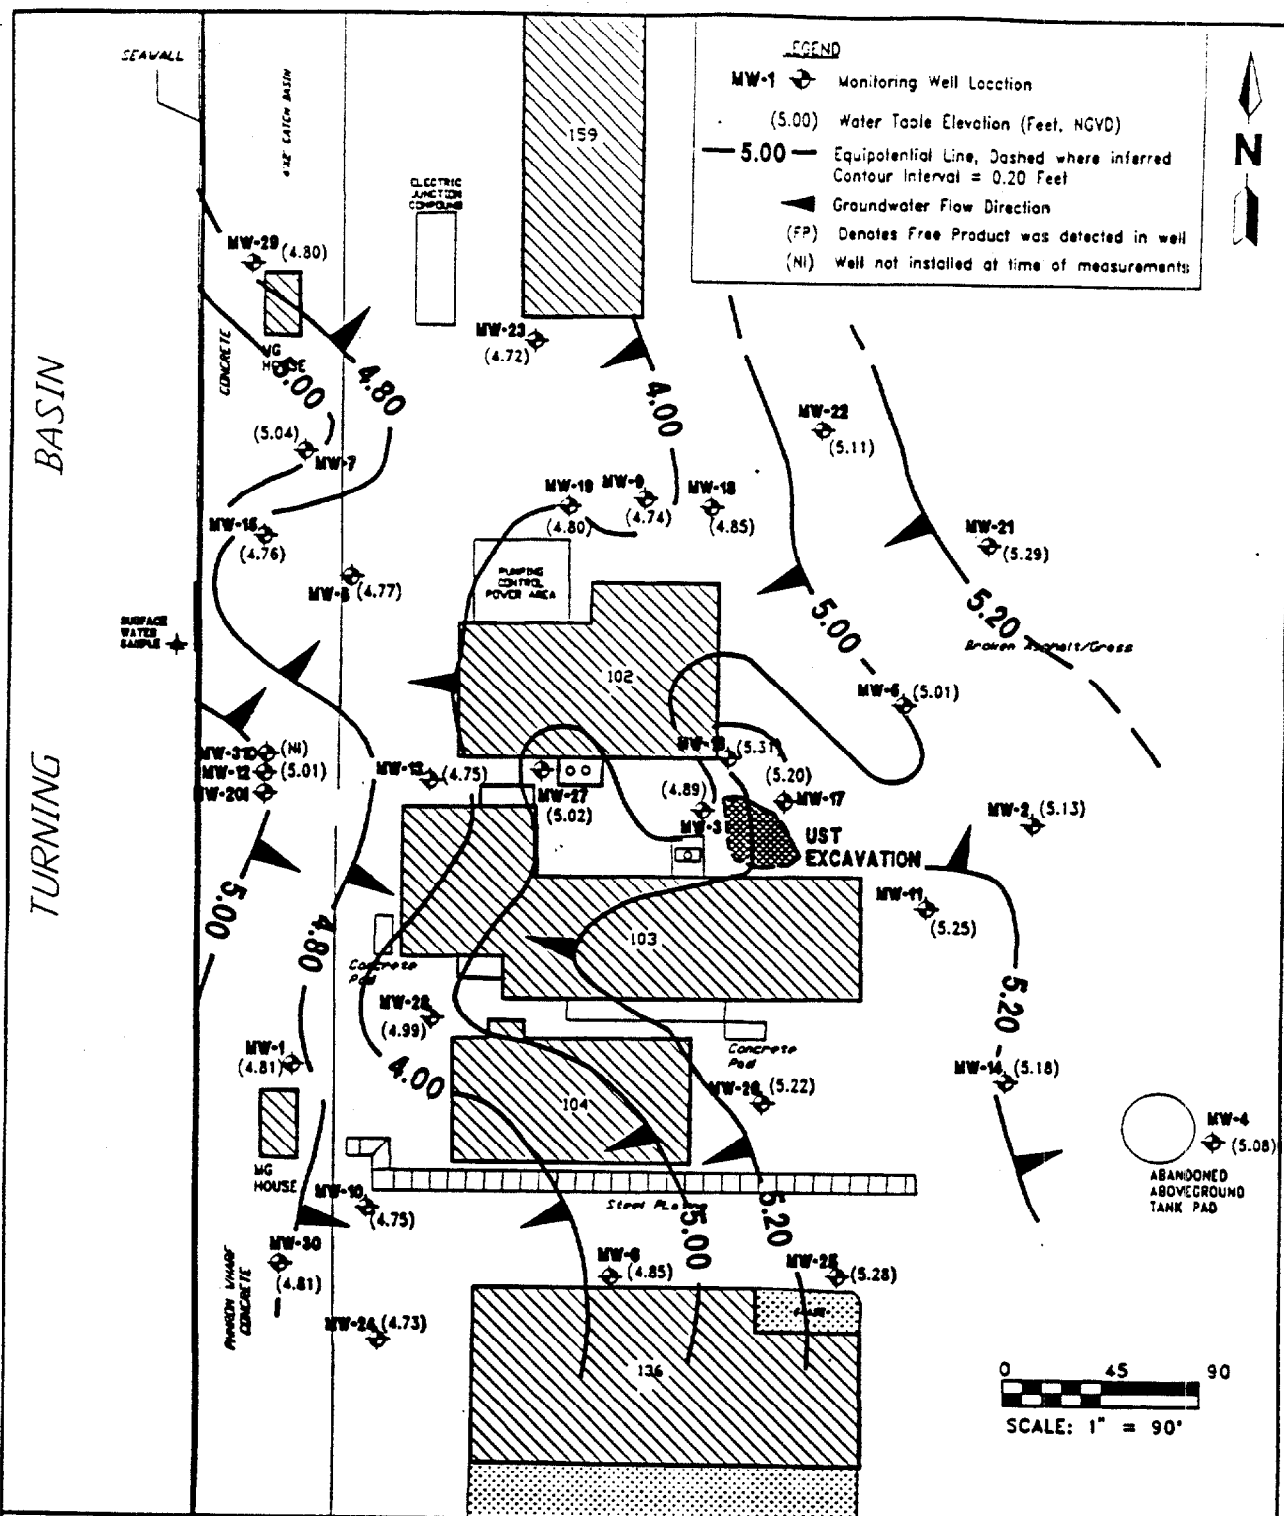 SEAWALL
4'X2' CATCH BASIN
159
ELECTRIC
JUNCTION
COMPOUND
LEGEND
MW-1 Monitoring Well Location
(5.00) Water Table Elevation (Feet, NGVD)
5.00 Equipotential Line, Dashed where inferred
Contour Interval = 0.20 Feet
Groundwater Flow Direction
(FP) Denotes Free Product was detected in well
(NI) Well not installed at time of measurements
N
MW-29 (4.80)
CONCRETE
MG
HOUSE
5.00
4.80
MW-23
(4.72)
4.00
MW-22
(5.11)
BASIN
(5.04)
MW-7
MW-19
(4.80)
MW-9
(4.74)
MW-18
(4.85)
MW-15
(4.76)
MW-21
(5.29)
PUMPING
CONTROL
POWER AREA
MW-8 (4.77)
5.20
5.00
Broken Asphalt/Grass
SURFACE
WATER
SAMPLE
102
MW-5 (5.01)
TURNING
MW-31D (NI)
MW-12 (5.01)
MW-20I
MW-13 (4.75)
MW-27
(5.02)
(5.31)
(5.20)
MW-17
(4.89)
MW-3
UST
EXCAVATION
MW-2 (5.13)
MW-11
(5.25)
5.00
4.80
103
Concrete
Pad
5.20
MW-28
(4.99)
Concrete
Pad
MW-1
(4.81)
4.00
MW-14 (5.18)
104
MW-26 (5.22)
MW-4
(5.08)
ABANDONED
ABOVEGROUND
TANK PAD
MG
HOUSE
MW-10
(4.75)
5.00
5.20
MW-30
(4.81)
WHARF
CONCRETE
MW-6
(4.85)
MW-25
(5.28)
MW-24 (4.73)
136
0 45 90
SCALE: 1" = 90'